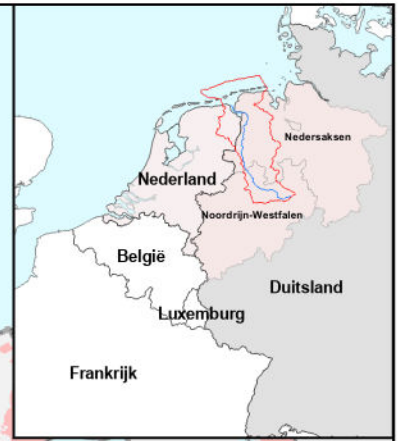 Nedersaksen
Nederland
Noordrijn-Westfalen
België
Duitsland
Luxemburg
Frankrijk